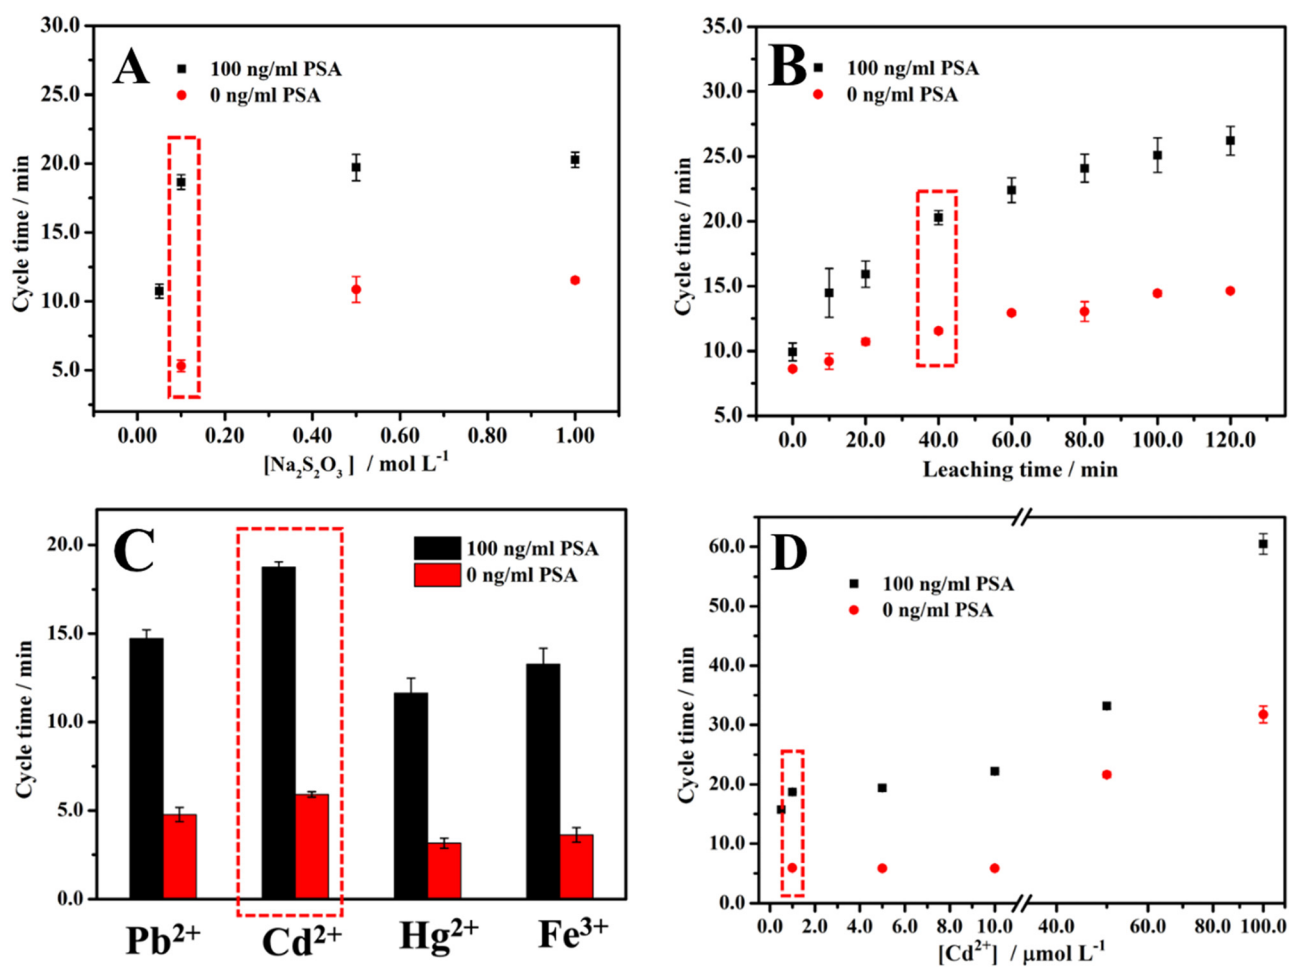 A
100 ng/ml PSA
0 ng/ml PSA
30.0
25.0
20.0
15.0
10.0
5.0
Cycle time / min
0.00 0.20 0.40 0.60 0.80 1.00
[Na₂S₂O₃] / mol L⁻¹
B
100 ng/ml PSA
0 ng/ml PSA
35.0
30.0
25.0
20.0
15.0
10.0
5.0
Cycle time / min
0.0 20.0 40.0 60.0 80.0 100.0 120.0
Leaching time / min
C
100 ng/ml PSA
0 ng/ml PSA
20.0
15.0
10.0
5.0
0.0
Cycle time / min
Pb²⁺ Cd²⁺ Hg²⁺ Fe³⁺
D
100 ng/ml PSA
0 ng/ml PSA
60.0
50.0
40.0
30.0
20.0
10.0
0.0
Cycle time / min
0.0 2.0 4.0 6.0 8.0 10.0 40.0 60.0 80.0 100.0
[Cd²⁺] / μmol L⁻¹